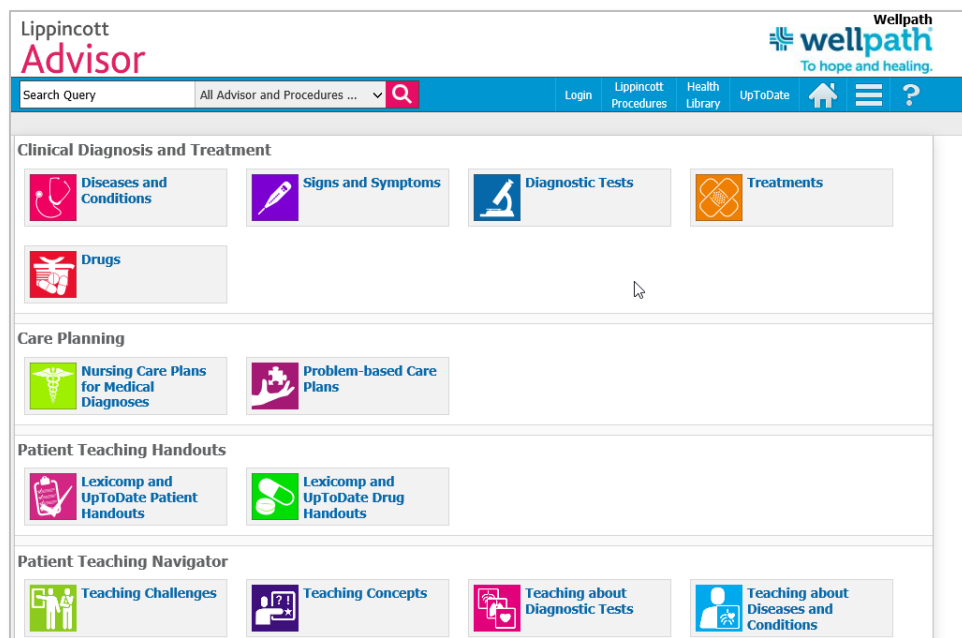 Lippincott
Advisor
Wellpath
wellpath
To hope and healing.
Search Query
All Advisor and Procedures ...
Login
Lippincott
Procedures
Health
Library
UpToDate
?
Clinical Diagnosis and Treatment
Diseases and
Conditions
Signs and Symptoms
Diagnostic Tests
Treatments
Drugs
Care Planning
Nursing Care Plans
for Medical
Diagnoses
Problem-based Care
Plans
Patient Teaching Handouts
Lexicomp and
UpToDate Patient
Handouts
Lexicomp and
UpToDate Drug
Handouts
Patient Teaching Navigator
Teaching Challenges
?!
Teaching Concepts
Teaching about
Diagnostic Tests
Teaching about
Diseases and
Conditions